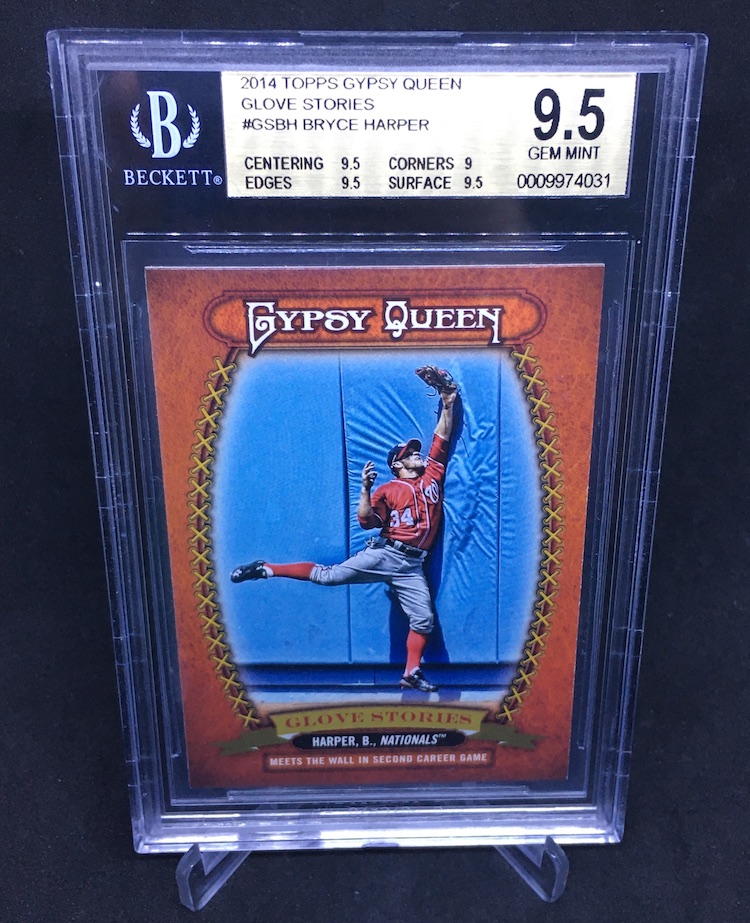 2014 TOPPS GYPSY QUEEN
GLOVE STORIES
#GSBH BRYCE HARPER
CENTERING 9.5 CORNERS 9
EDGES 9.5 SURFACE 9.5
9.5
GEM MINT
0009974031
B
BECKETT®
GYPSY QUEEN
W
34
GLOVE STORIES
HARPER, B., NATIONALS™
MEETS THE WALL IN SECOND CAREER GAME